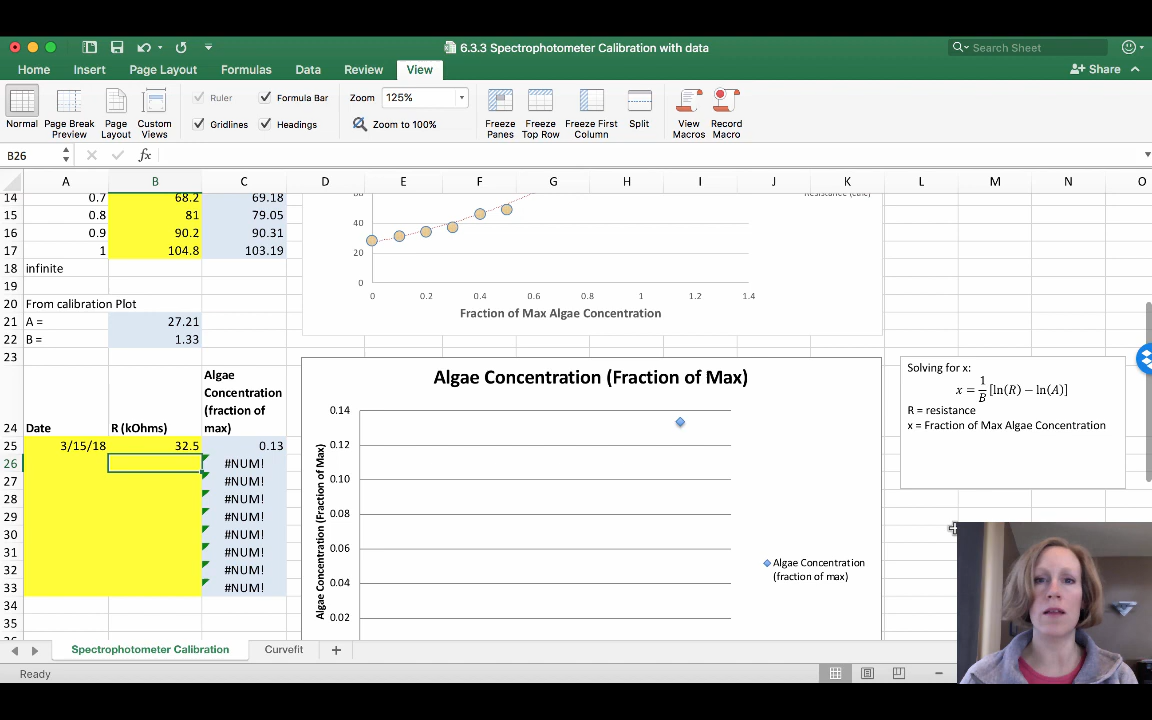 6.3.3 Spectrophotometer Calibration with data
Search Sheet
Home Insert Page Layout Formulas Data Review View
Share
Normal
Page Break Preview
Page Layout
Custom Views
Ruler
Formula Bar
Gridlines
Headings
Zoom 125%
Zoom to 100%
Freeze Panes
Freeze Top Row
Freeze First Column
Split
View Macros
Record Macro
B26
fx
A B C D E F G H I J K L M N O
14 0.7 68.2 69.18
15 0.8 81 79.05
16 0.9 90.2 90.31
17 1 104.8 103.19
18 infinite
19
20 From calibration Plot
21 A = 27.21
22 B = 1.33
23
24 Date R (kOhms) Algae Concentration (fraction of max)
25 3/15/18 32.5 0.13
26 #NUM!
27 #NUM!
28 #NUM!
29 #NUM!
30 #NUM!
31 #NUM!
32 #NUM!
33 #NUM!
34
35
40
20
0
0 0.2 0.4 0.6 0.8 1 1.2 1.4
Fraction of Max Algae Concentration
Algae Concentration (Fraction of Max)
Algae Concentration (Fraction of Max)
0.14
0.12
0.10
0.08
0.06
0.04
0.02
Algae Concentration
(fraction of max)
Solving for x:
x = 1/B [ln(R) − ln(A)]
R = resistance
x = Fraction of Max Algae Concentration
Spectrophotometer Calibration Curvefit +
Ready